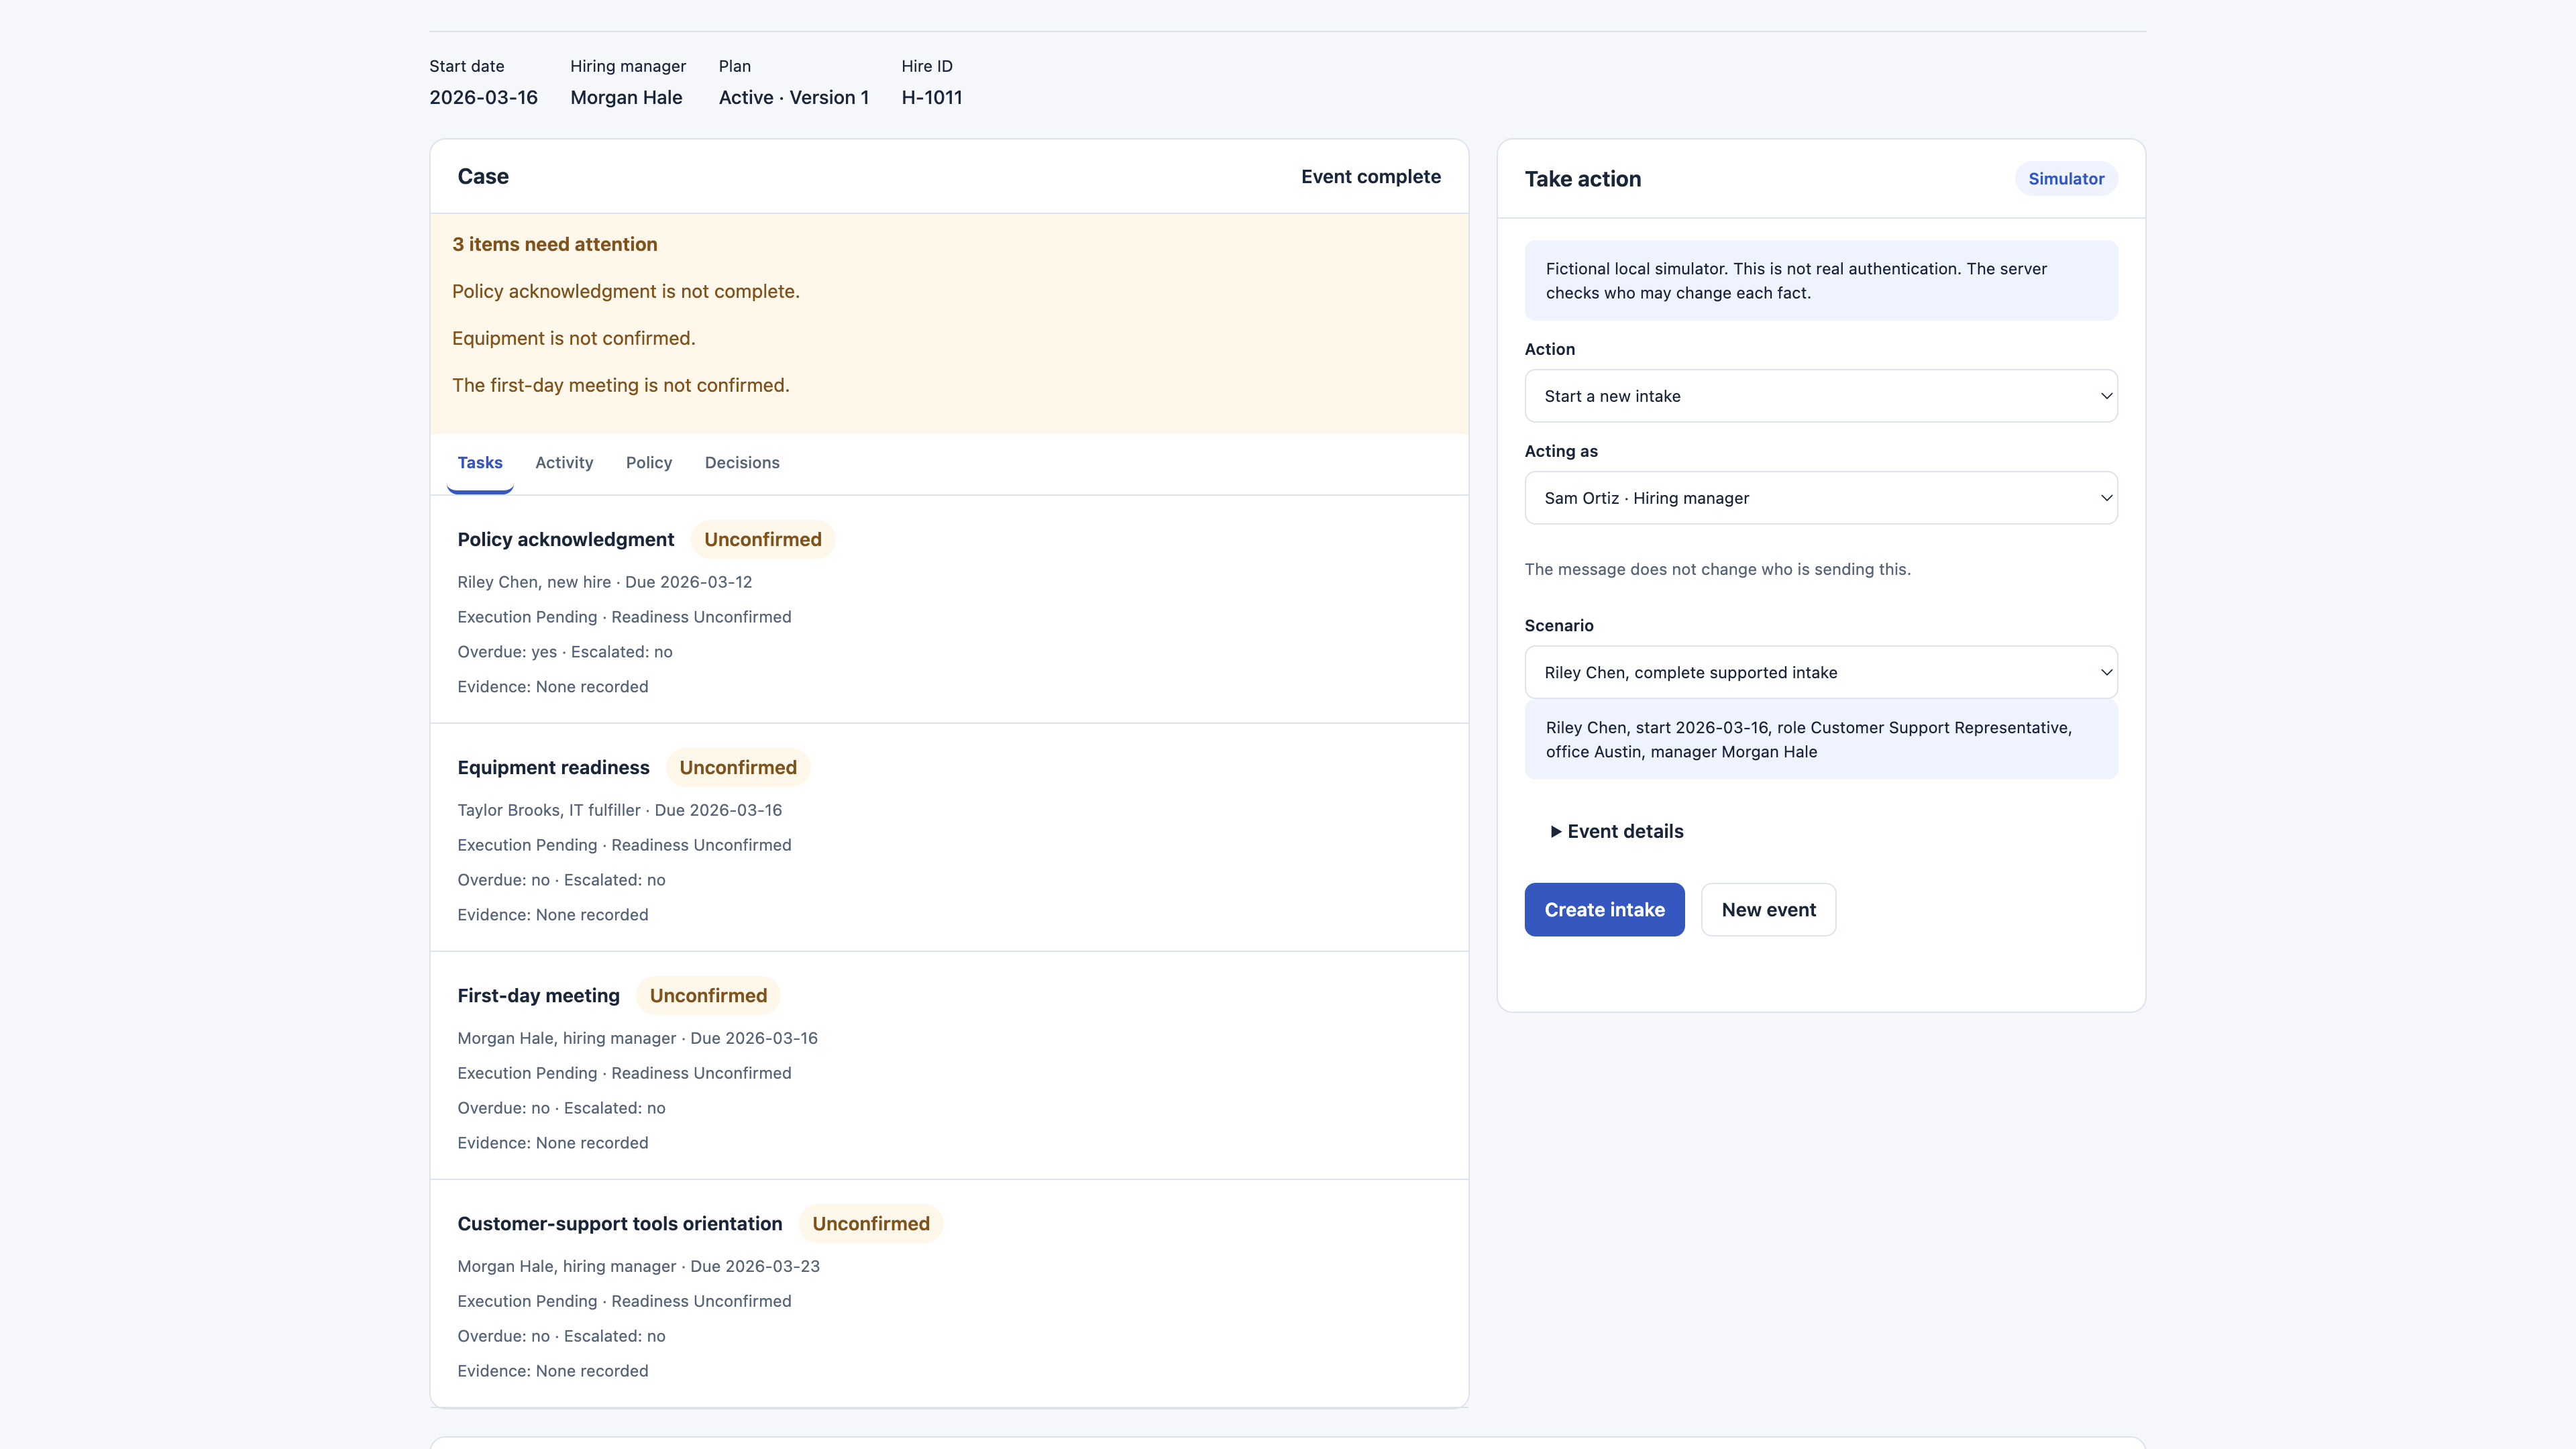 Start date
2026-03-16
Hiring manager
Morgan Hale
Plan
Active · Version 1
Hire ID
H-1011
Case
Event complete
3 items need attention
Policy acknowledgment is not complete.
Equipment is not confirmed.
The first-day meeting is not confirmed.
Tasks
Activity
Policy
Decisions
Policy acknowledgment
Unconfirmed
Riley Chen, new hire · Due 2026-03-12
Execution Pending · Readiness Unconfirmed
Overdue: yes · Escalated: no
Evidence: None recorded
Equipment readiness
Unconfirmed
Taylor Brooks, IT fulfiller · Due 2026-03-16
Execution Pending · Readiness Unconfirmed
Overdue: no · Escalated: no
Evidence: None recorded
First-day meeting
Unconfirmed
Morgan Hale, hiring manager · Due 2026-03-16
Execution Pending · Readiness Unconfirmed
Overdue: no · Escalated: no
Evidence: None recorded
Customer-support tools orientation
Unconfirmed
Morgan Hale, hiring manager · Due 2026-03-23
Execution Pending · Readiness Unconfirmed
Overdue: no · Escalated: no
Evidence: None recorded
Take action
Simulator
Fictional local simulator. This is not real authentication. The server
checks who may change each fact.
Action
Start a new intake
Acting as
Sam Ortiz · Hiring manager
The message does not change who is sending this.
Scenario
Riley Chen, complete supported intake
Riley Chen, start 2026-03-16, role Customer Support Representative,
office Austin, manager Morgan Hale
Event details
Create intake
New event